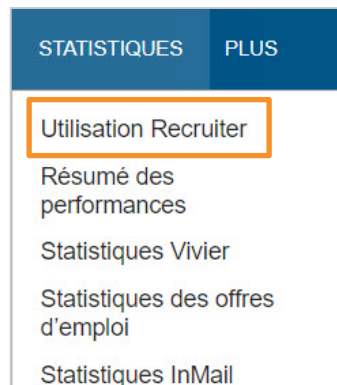 STATISTIQUES PLUS
Utilisation Recruiter
Résumé des
performances
Statistiques Vivier
Statistiques des offres
d'emploi
Statistiques InMail